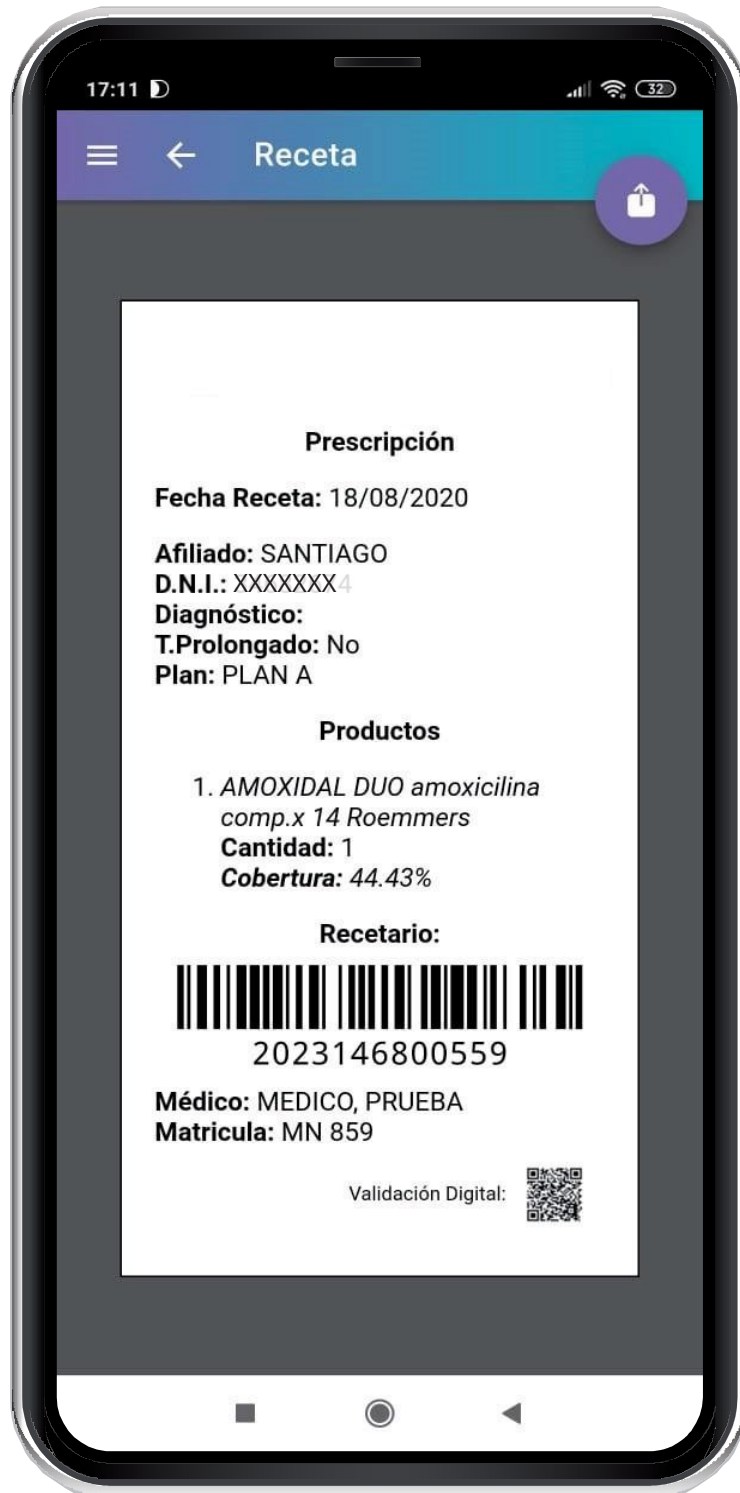 17:11
32
Receta
Prescripción
Fecha Receta: 18/08/2020
Afiliado: SANTIAGO
D.N.I.: XXXXXXX4
Diagnóstico:
T.Prolongado: No
Plan: PLAN A
Productos
1. AMOXIDAL DUO amoxicilina
comp.x 14 Roemmers
Cantidad: 1
Cobertura: 44.43%
Recetario:
2023146800559
Médico: MEDICO, PRUEBA
Matricula: MN 859
Validación Digital: